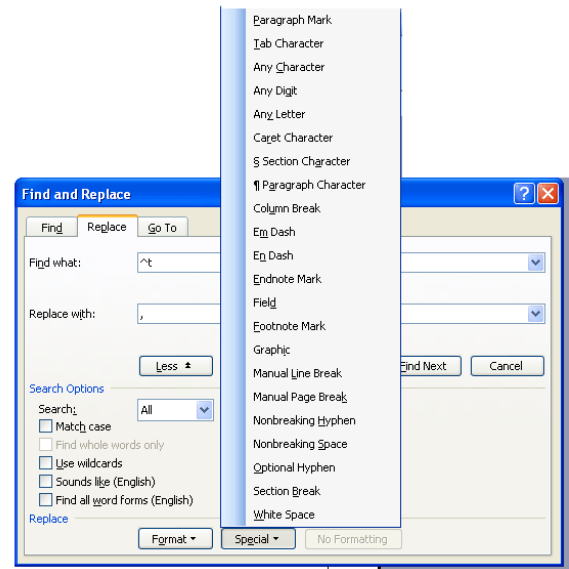 Paragraph Mark
Tab Character
Any Character
Any Digit
Any Letter
Caret Character
§ Section Character
¶ Paragraph Character
Column Break
Em Dash
En Dash
Endnote Mark
Field
Footnote Mark
Graphic
Manual Line Break
Manual Page Break
Nonbreaking Hyphen
Nonbreaking Space
Optional Hyphen
Section Break
White Space
Find and Replace
Find Replace Go To
Find what: ^t
Replace with: ,
Less Find Next Cancel
Search Options
Search: All
Match case
Find whole words only
Use wildcards
Sounds like (English)
Find all word forms (English)
Replace
Format Special No Formatting